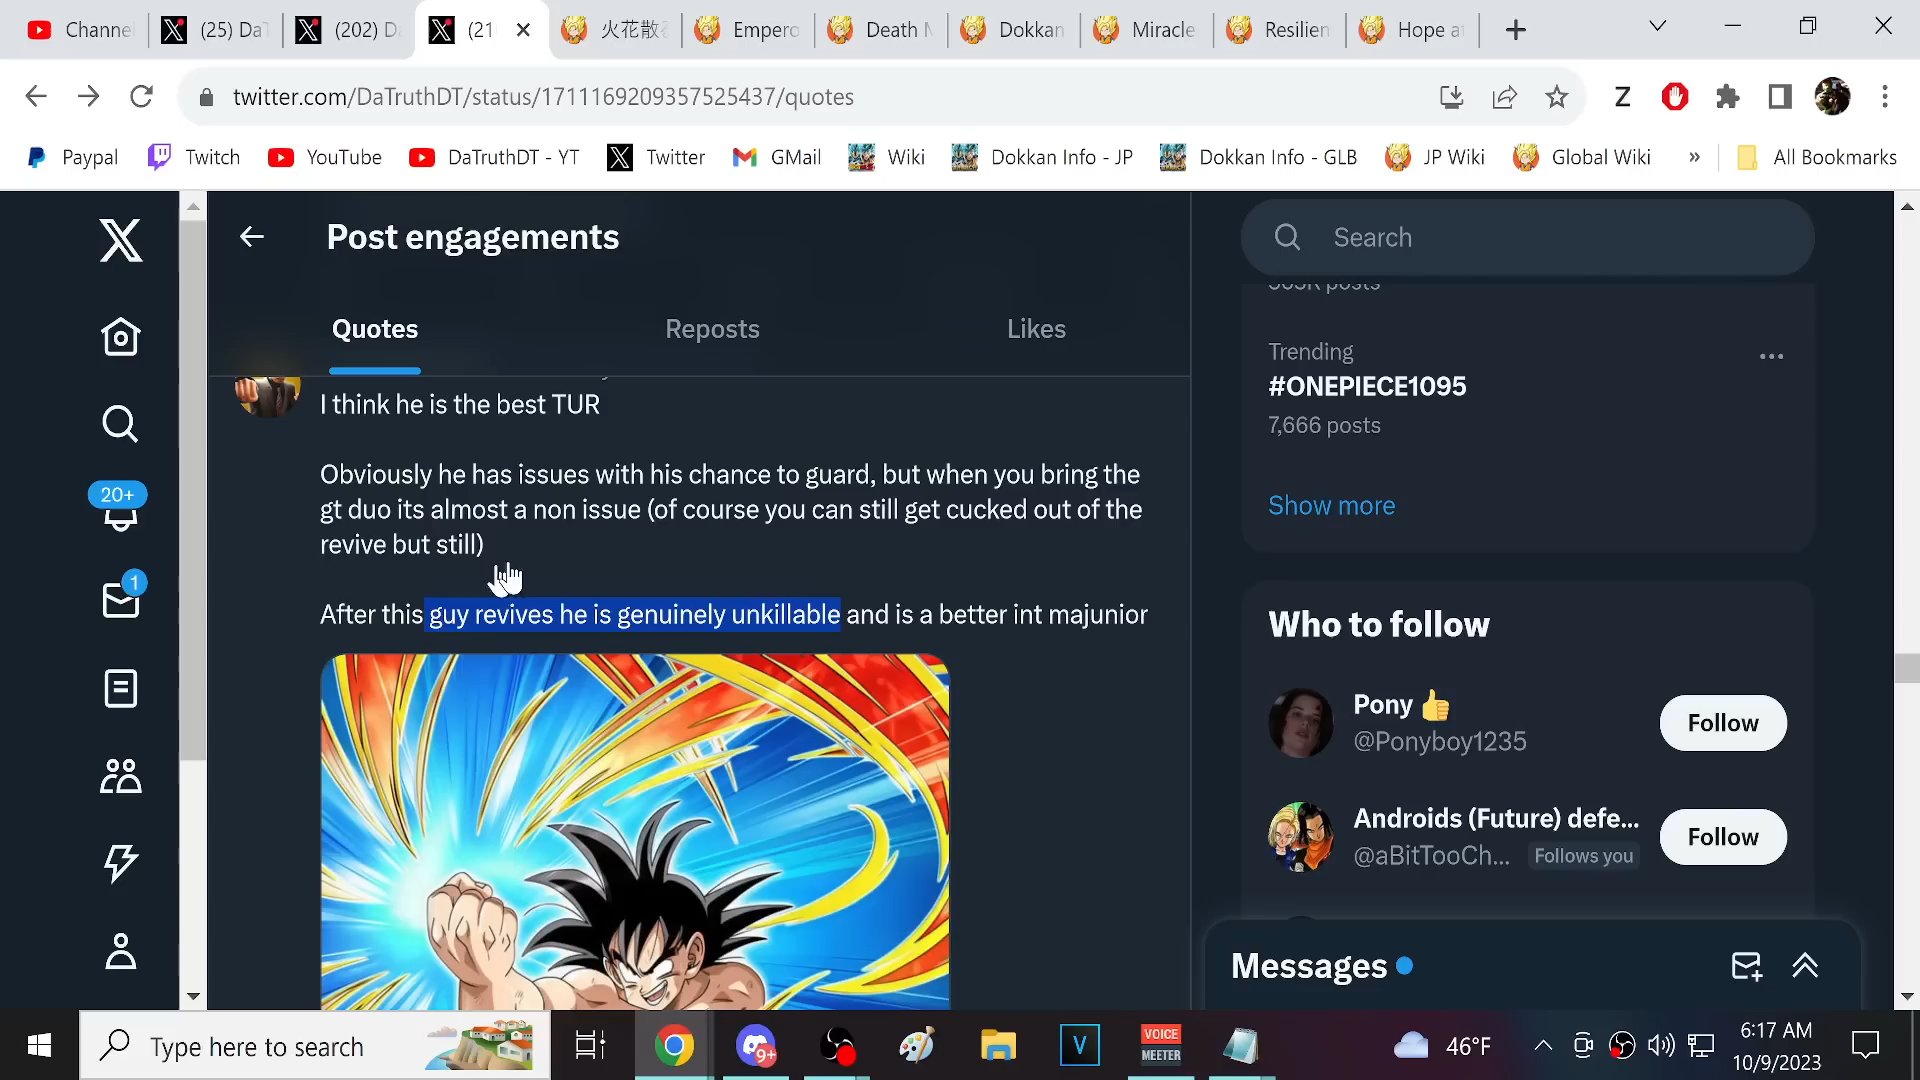 Channe
(25) DaT
(202) D
(21
火花散
Empero
Death
Dokkan
Miracle
Resilien
Hope a
twitter.com/DaTruthDT/status/1711169209357525437/quotes
Z
Paypal
Twitch
YouTube
DaTruthDT - YT
Twitter
GMail
Wiki
Dokkan Info - JP
Dokkan Info - GLB
JP Wiki
Global Wiki
»
All Bookmarks
Post engagements
Search
Quotes
Reposts
Likes
I think he is the best TUR
Obviously he has issues with his chance to guard, but when you bring the
gt duo its almost a non issue (of course you can still get cucked out of the
revive but still)
After this guy revives he is genuinely unkillable and is a better int majunior
20+
1
posts
Trending
#ONEPIECE1095
7,666 posts
Show more
Who to follow
Pony 👍
@Ponyboy1235
Follow
Androids (Future) defe...
@aBitTooCh...
Follows you
Follow
Messages
Type here to search
9+
V
VOICE
MEETER
46°F
6:17 AM
10/9/2023